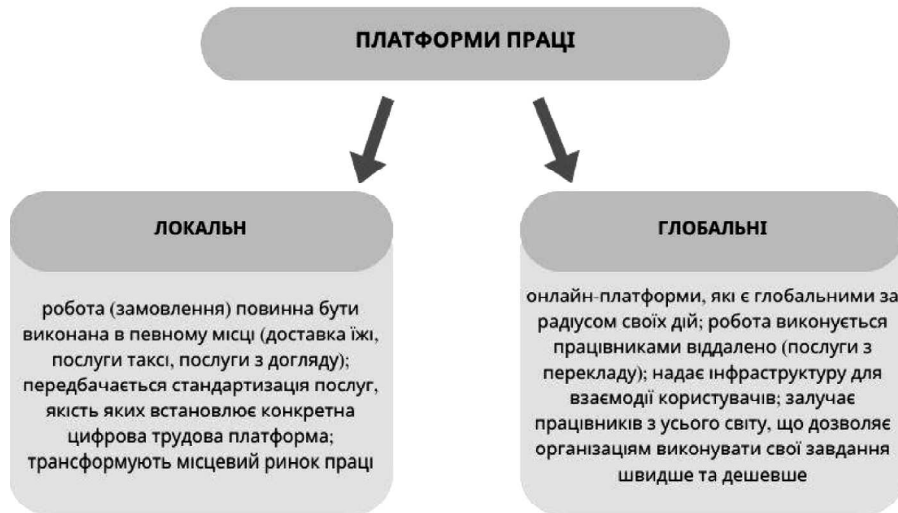 ПЛАТФОРМИ ПРАЦІ
ЛОКАЛЬН
робота (замовлення) повинна бути
виконана в певному місці (доставка їжі,
послуги таксі, послуги з догляду);
передбачається стандартизація послуг,
якість яких встановлює конкретна
цифрова трудова платформа;
трансформують місцевий ринок праці
ГЛОБАЛЬНІ
онлайн-платформи, які є глобальними за
радіусом своїх дій; робота виконується
працівниками віддалено (послуги з
перекладу); надає інфраструктуру для
взаємодії користувачів; залучає
працівників з усього світу, що дозволяє
організаціям виконувати свої завдання
швидше та дешевше